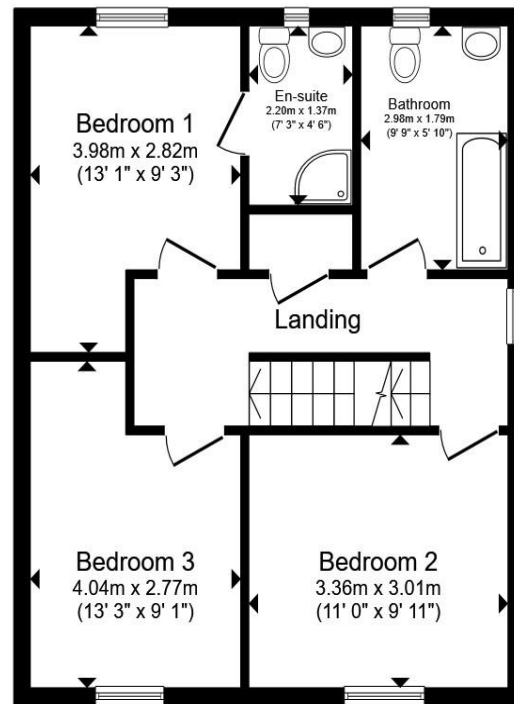 Bedroom 1
3.98m x 2.82m
(13' 1" x 9' 3")
En-suite
2.20m x 1.37m
(7' 3" x 4' 6")
Bathroom
2.98m x 1.79m
(9' 9" x 5' 10")
Landing
Bedroom 3
4.04m x 2.77m
(13' 3" x 9' 1")
Bedroom 2
3.36m x 3.01m
(11' 0" x 9' 11")